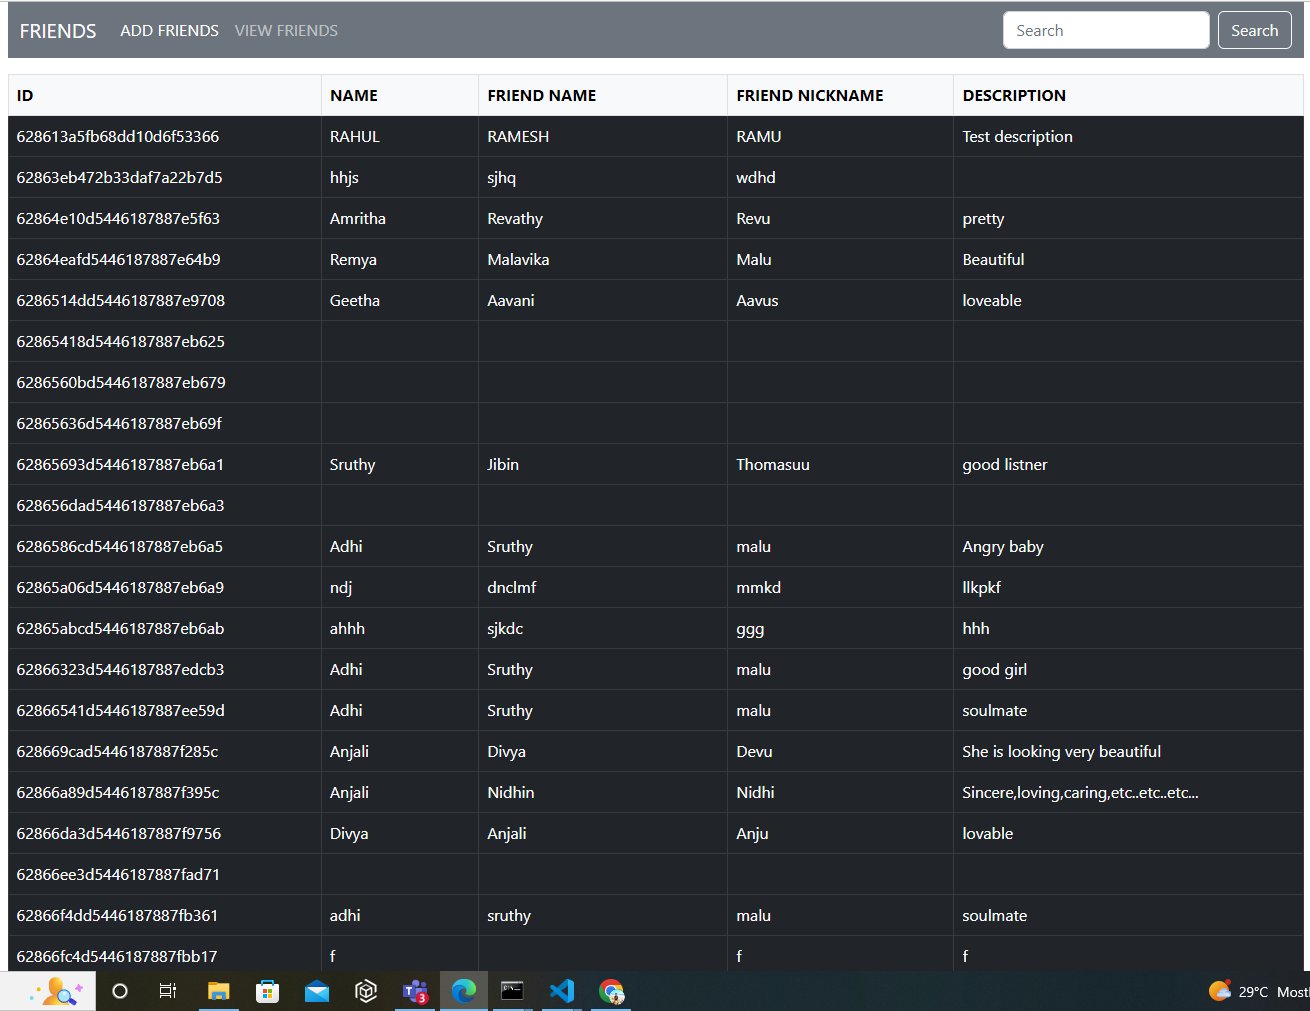 FRIENDS ADD FRIENDS VIEW FRIENDS Search Search
ID NAME FRIEND NAME FRIEND NICKNAME DESCRIPTION
628613a5fb68dd10d6f53366 RAHUL RAMESH RAMU Test description
62863eb472b33daf7a22b7d5 hhjs sjhq wdhd
62864e10d5446187887e5f63 Amritha Revathy Revu pretty
62864eafd5446187887e64b9 Remya Malavika Malu Beautiful
6286514dd5446187887e9708 Geetha Aavani Aavus loveable
62865418d5446187887eb625
6286560bd5446187887eb679
62865636d5446187887eb69f
62865693d5446187887eb6a1 Sruthy Jibin Thomasuu good listner
628656dad5446187887eb6a3
6286586cd5446187887eb6a5 Adhi Sruthy malu Angry baby
62865a06d5446187887eb6a9 ndj dnclmf mmkd llkpkf
62865abcd5446187887eb6ab ahhh sjkdc ggg hhh
62866323d5446187887edcb3 Adhi Sruthy malu good girl
62866541d5446187887ee59d Adhi Sruthy malu soulmate
628669cad5446187887f285c Anjali Divya Devu She is looking very beautiful
62866a89d5446187887f395c Anjali Nidhin Nidhi Sincere,loving,caring,etc..etc..etc...
62866da3d5446187887f9756 Divya Anjali Anju lovable
62866ee3d5446187887fad71
62866f4dd5446187887fb361 adhi sruthy malu soulmate
62866fc4d5446187887fbb17 f f f
3 29°C Mostl